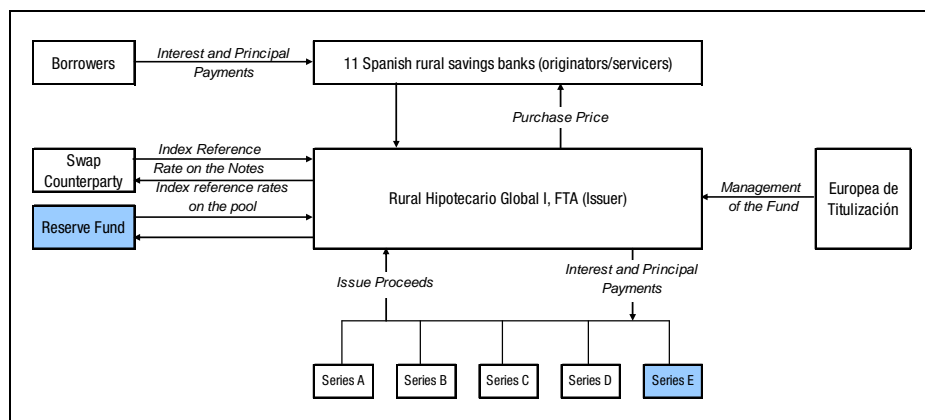 Borrowers
Interest and Principal
Payments
11 Spanish rural savings banks (originators/servicers)
Purchase Price
Swap
Counterparty
Index Reference
Rate on the Notes
Index reference rates
on the pool
Reserve Fund
Rural Hipotecario Global I, FTA (Issuer)
Management
of the Fund
Europea de
Titulización
Issue Proceeds
Interest and Principal
Payments
Series A
Series B
Series C
Series D
Series E